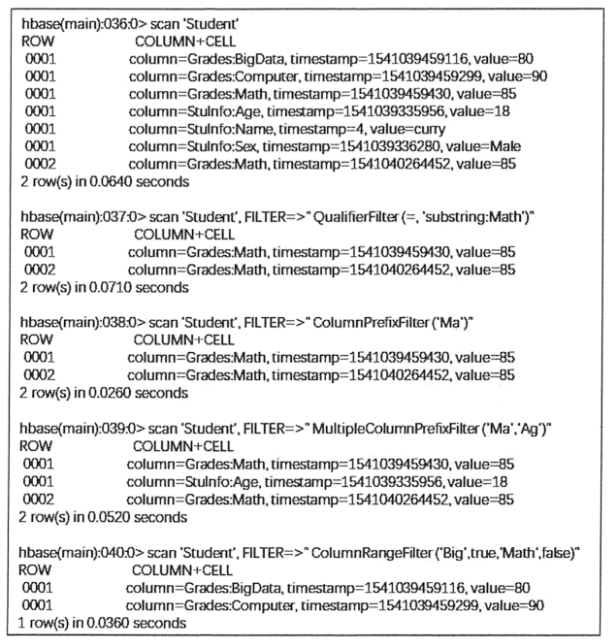 hbase(main):036:0> scan 'Student'
ROW COLUMN+CELL
0001 column=Grades:BigData, timestamp=1541039459116, value=80
0001 column=Grades:Computer, timestamp=1541039459299, value=90
0001 column=Grades:Math, timestamp=1541039459430, value=85
0001 column=StuInfo:Age, timestamp=1541039335956, value=18
0001 column=StuInfo:Name, timestamp=4, value=curry
0001 column=StuInfo:Sex, timestamp=1541039336280, value=Male
0002 column=Grades:Math, timestamp=1541040264452, value=85
2 row(s) in 0.0640 seconds
hbase(main):037:0> scan 'Student', FILTER=>" QualifierFilter (=, 'substring:Math')"
ROW COLUMN+CELL
0001 column=Grades:Math, timestamp=1541039459430, value=85
0002 column=Grades:Math, timestamp=1541040264452, value=85
2 row(s) in 0.0710 seconds
hbase(main):038:0> scan 'Student', FILTER=>" ColumnPrefixFilter ('Ma')"
ROW COLUMN+CELL
0001 column=Grades:Math, timestamp=1541039459430, value=85
0002 column=Grades:Math, timestamp=1541040264452, value=85
2 row(s) in 0.0260 seconds
hbase(main):039:0> scan 'Student', FILTER=>" MultipleColumnPrefixFilter ('Ma','Ag')"
ROW COLUMN+CELL
0001 column=Grades:Math, timestamp=1541039459430, value=85
0001 column=StuInfo:Age, timestamp=1541039335956, value=18
0002 column=Grades:Math, timestamp=1541040264452, value=85
2 row(s) in 0.0520 seconds
hbase(main):040:0> scan 'Student', FILTER=>" ColumnRangeFilter ('Big',true,'Math',false)"
ROW COLUMN+CELL
0001 column=Grades:BigData, timestamp=1541039459116, value=80
0001 column=Grades:Computer, timestamp=1541039459299, value=90
1 row(s) in 0.0360 seconds